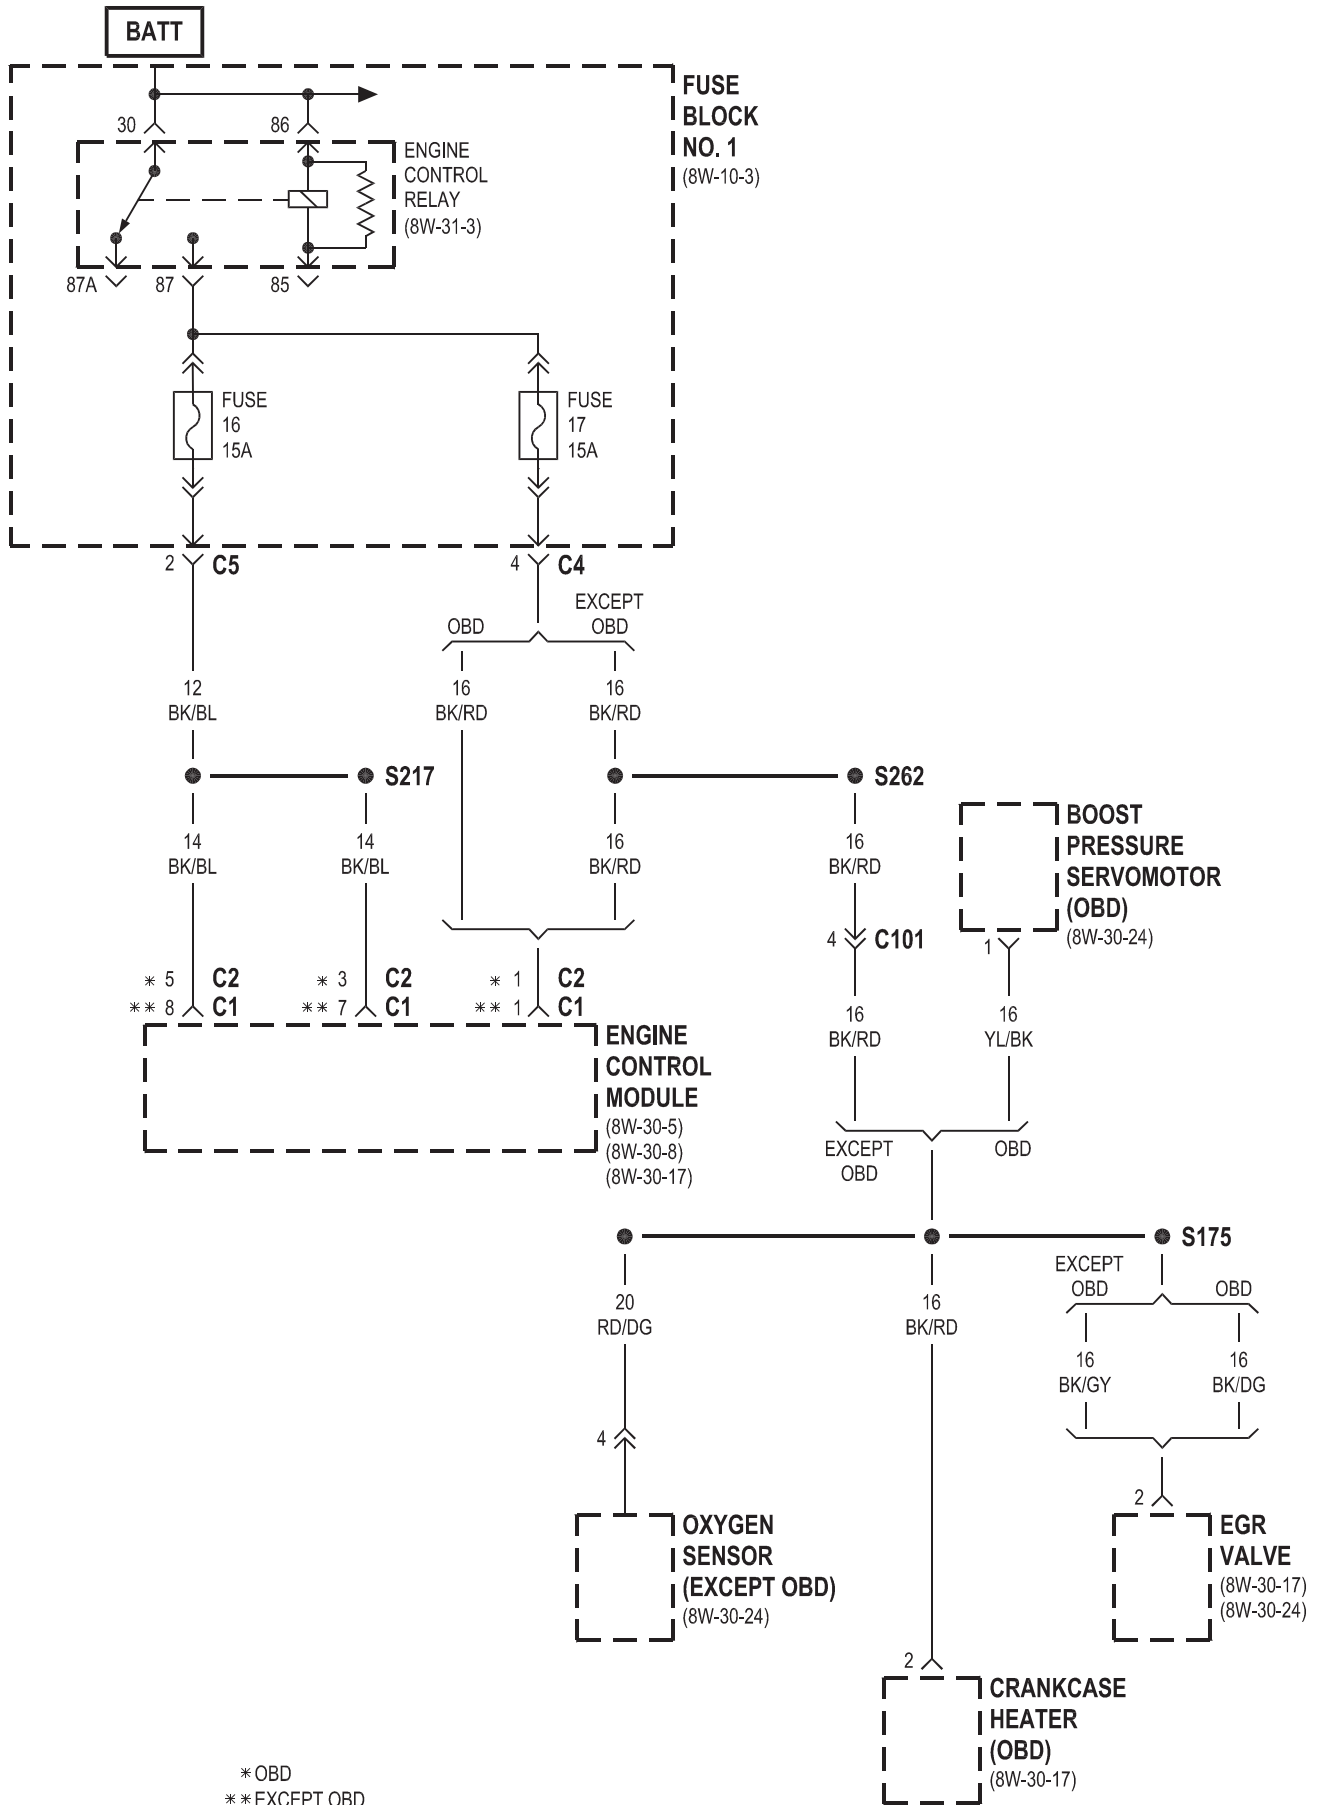 BATT
FUSE
BLOCK
NO. 1
(8W-10-3)
30
86
ENGINE
CONTROL
RELAY
(8W-31-3)
87A
87
85
FUSE
16
15A
FUSE
17
15A
2
C5
4
C4
OBD
EXCEPT
OBD
12
BK/BL
16
BK/RD
16
BK/RD
S217
S262
14
BK/BL
14
BK/BL
16
BK/RD
16
BK/RD
BOOST
PRESSURE
SERVOMOTOR
(OBD)
(8W-30-24)
4
C101
1
* 5 C2
** 8 C1
* 3 C2
** 7 C1
* 1 C2
** 1 C1
16
BK/RD
16
YL/BK
ENGINE
CONTROL
MODULE
(8W-30-5)
(8W-30-8)
(8W-30-17)
EXCEPT
OBD
OBD
S175
20
RD/DG
16
BK/RD
EXCEPT
OBD
OBD
16
BK/GY
16
BK/DG
4
2
OXYGEN
SENSOR
(EXCEPT OBD)
(8W-30-24)
EGR
VALVE
(8W-30-17)
(8W-30-24)
2
CRANKCASE
HEATER
(OBD)
(8W-30-17)
* OBD
** EXCEPT OBD